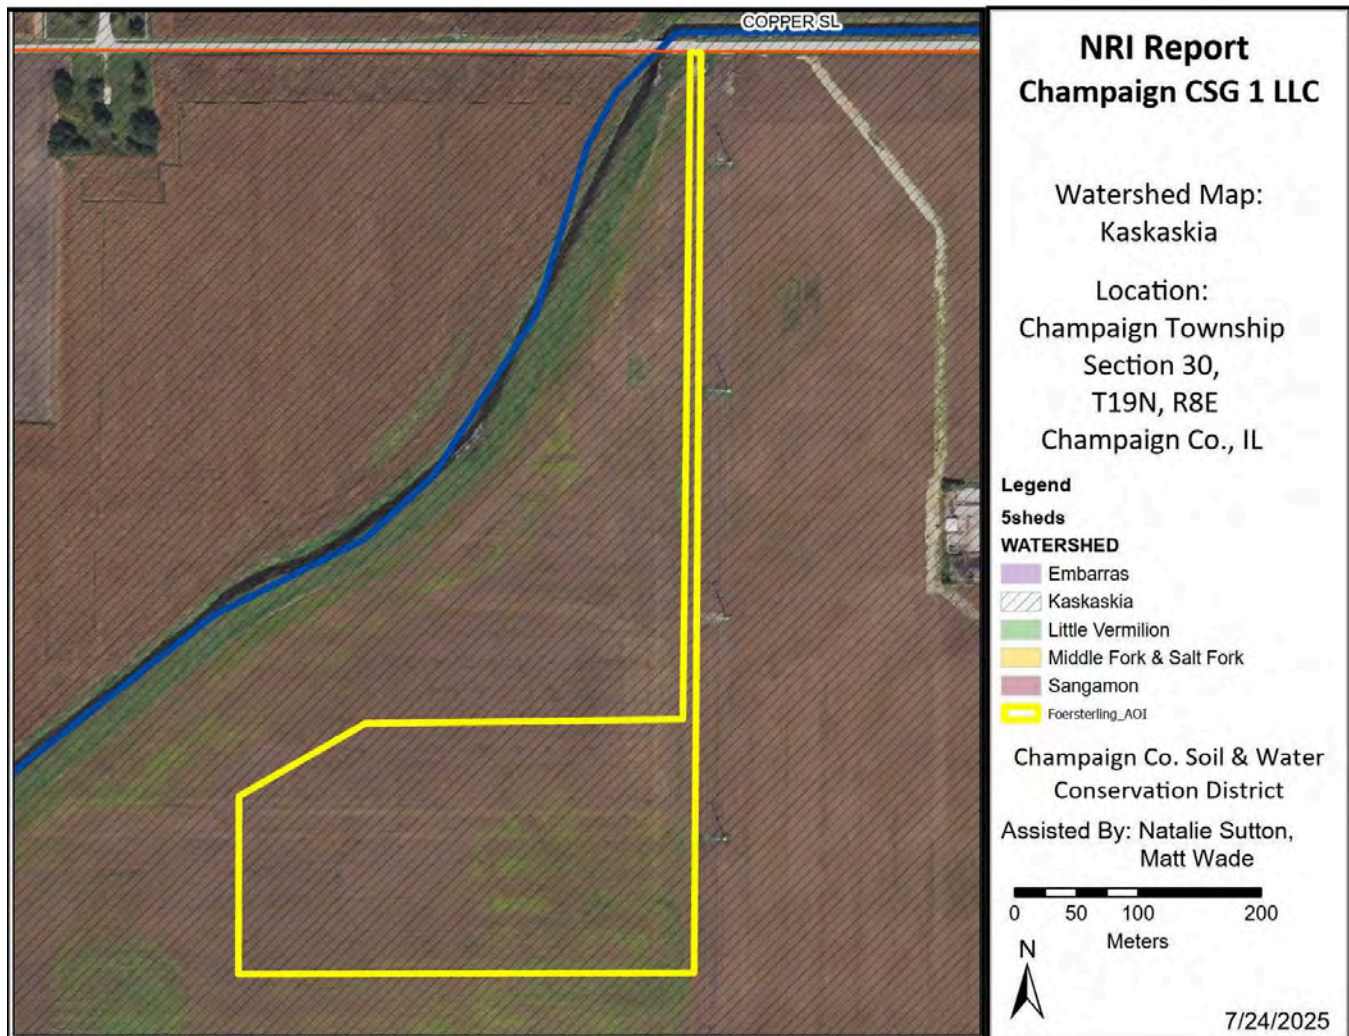 COPPER SL
NRI Report
Champaign CSG 1 LLC
Watershed Map:
Kaskaskia
Location:
Champaign Township
Section 30,
T19N, R8E
Champaign Co., IL
Legend
5sheds
WATERSHED
Embarras
Kaskaskia
Little Vermilion
Middle Fork & Salt Fork
Sangamon
Foersterling_AOI
Champaign Co. Soil & Water
Conservation District
Assisted By: Natalie Sutton,
Matt Wade
0 50 100 200
Meters
N
7/24/2025